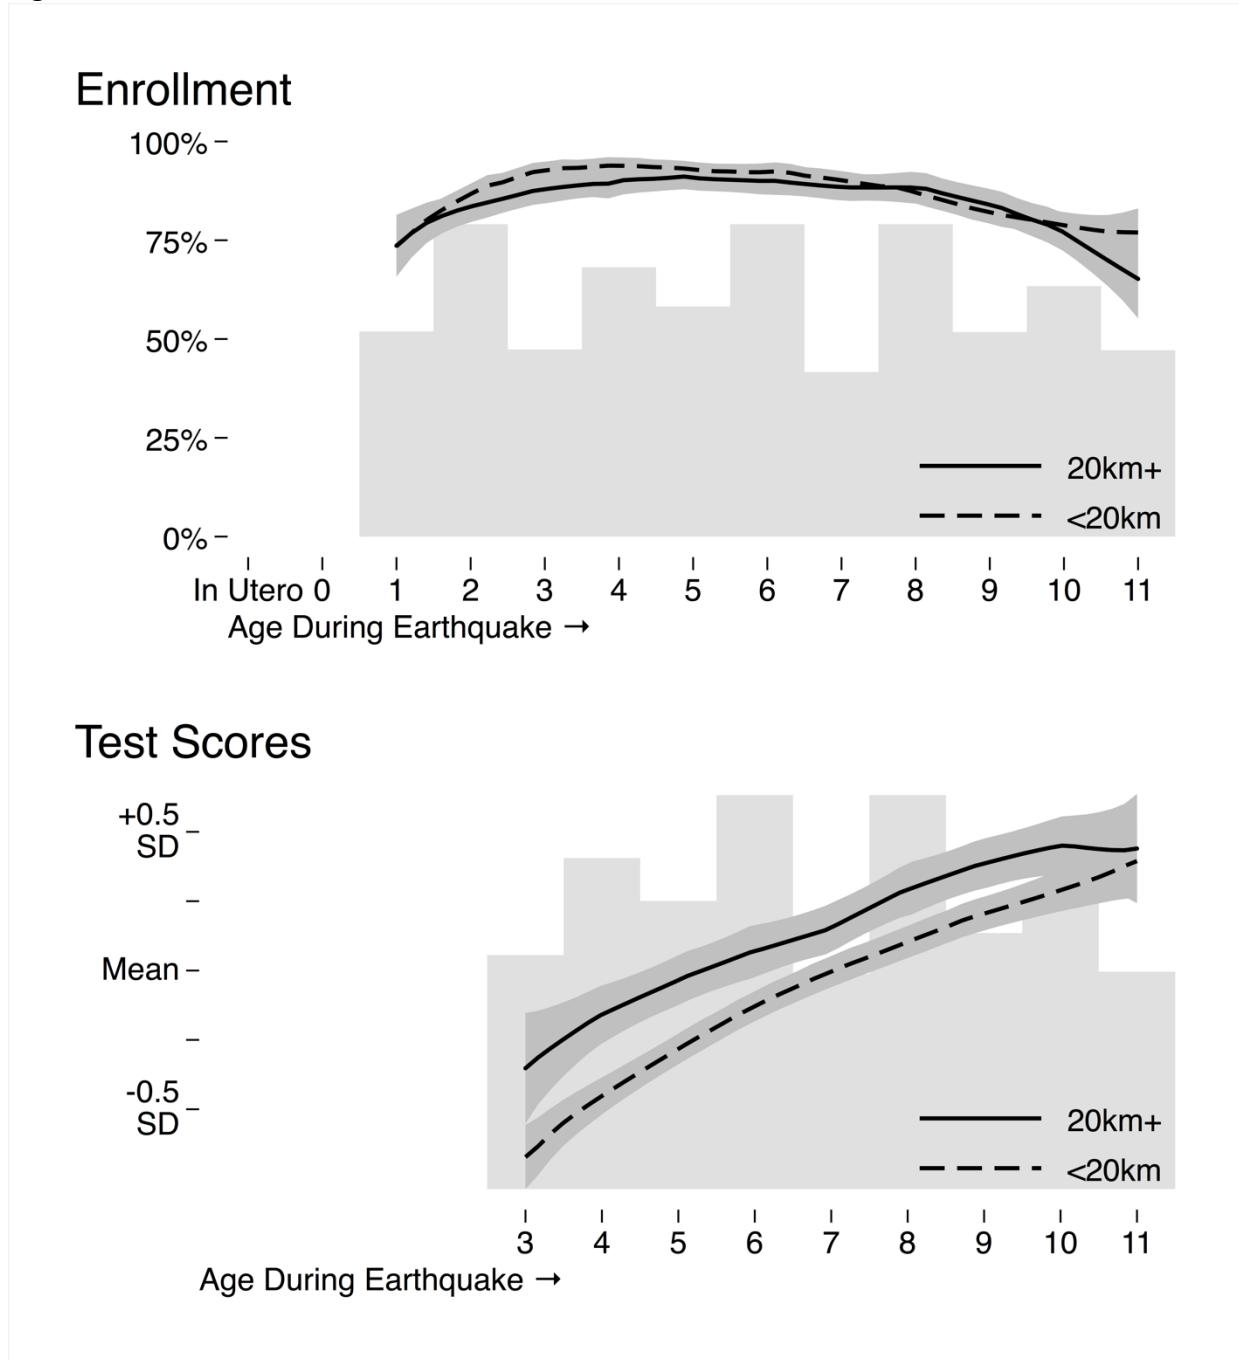 Enrollment
100%
75%
50%
25%
0%
20km+
<20km
In Utero 0 1 2 3 4 5 6 7 8 9 10 11
Age During Earthquake →
Test Scores
+0.5
SD
Mean
-0.5
SD
20km+
<20km
3 4 5 6 7 8 9 10 11
Age During Earthquake →